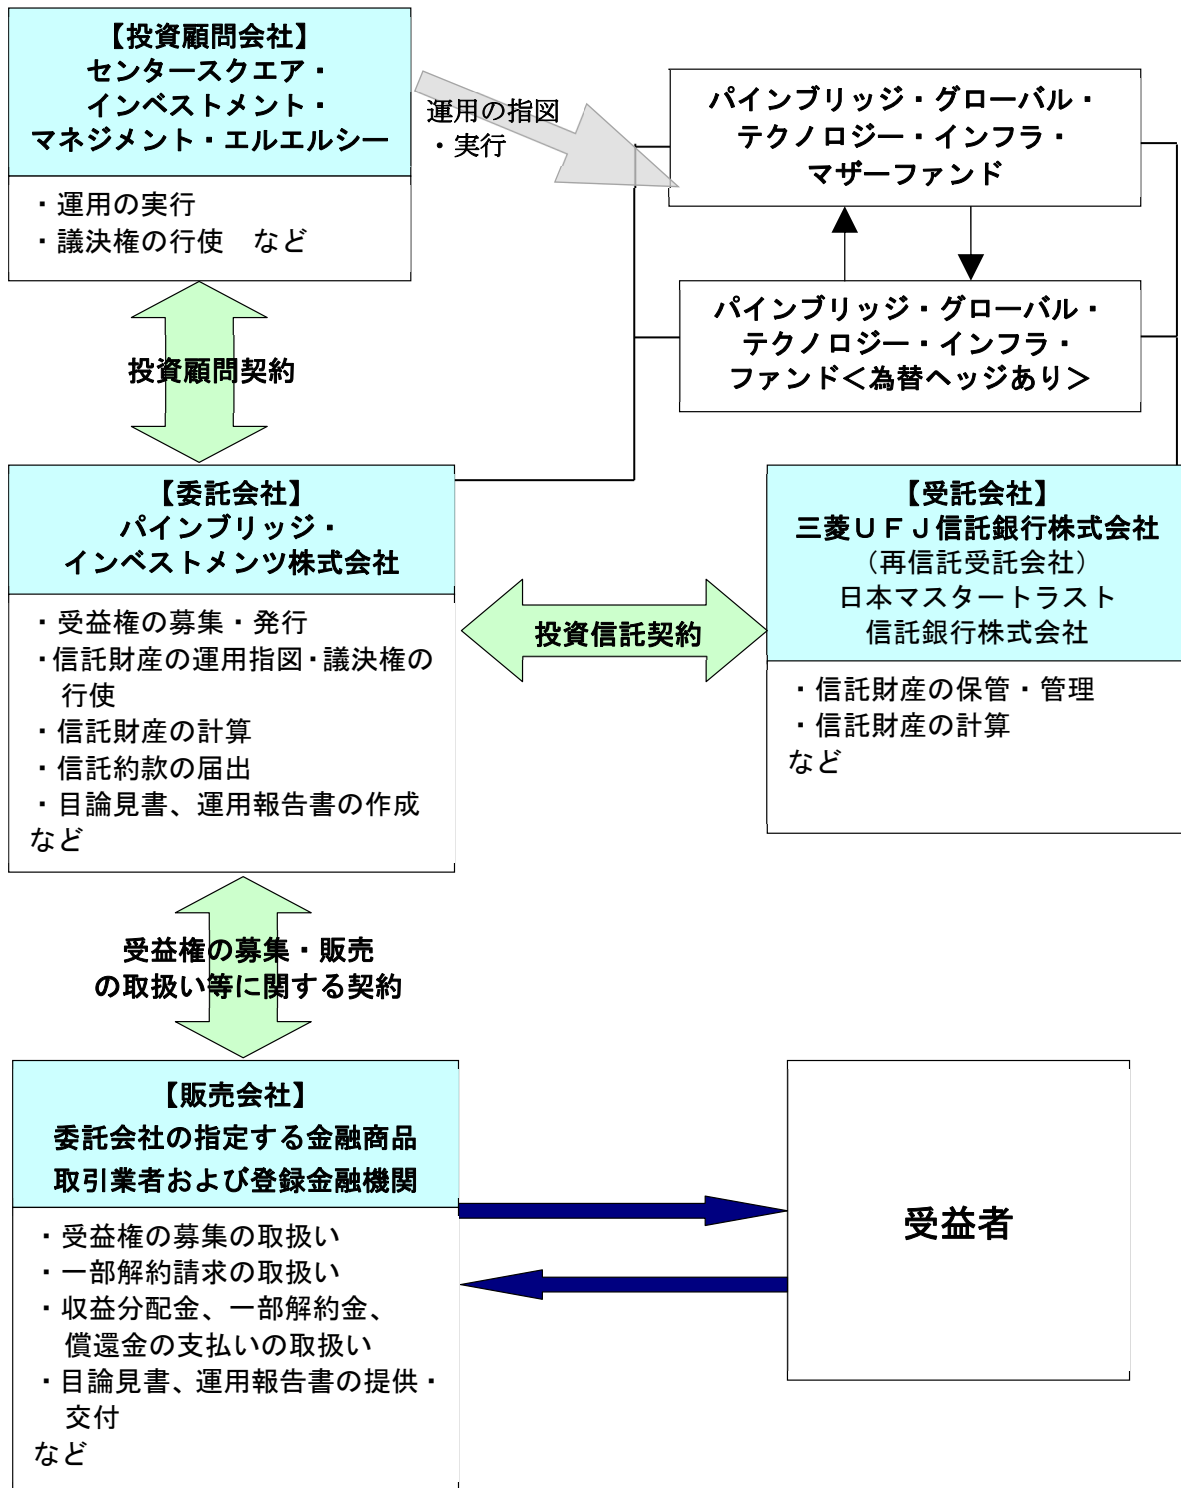 【投資顧問会社】
センタースクエア・
インベストメント・
マネジメント・エルエルシー
・運用の実行
・議決権の行使　など
運用の指図
・実行
パインブリッジ・グローバル・
テクノロジー・インフラ・
マザーファンド
パインブリッジ・グローバル・
テクノロジー・インフラ・
ファンド＜為替ヘッジあり＞
投資顧問契約
【委託会社】
パインブリッジ・
インベストメンツ株式会社
・受益権の募集・発行
・信託財産の運用指図・議決権の
行使
・信託財産の計算
・信託約款の届出
・目論見書、運用報告書の作成
など
投資信託契約
【受託会社】
三菱ＵＦＪ信託銀行株式会社
（再信託受託会社）
日本マスタートラスト
信託銀行株式会社
・信託財産の保管・管理
・信託財産の計算
など
受益権の募集・販売
の取扱い等に関する契約
【販売会社】
委託会社の指定する金融商品
取引業者および登録金融機関
・受益権の募集の取扱い
・一部解約請求の取扱い
・収益分配金、一部解約金、
償還金の支払いの取扱い
・目論見書、運用報告書の提供・
交付
など
受益者